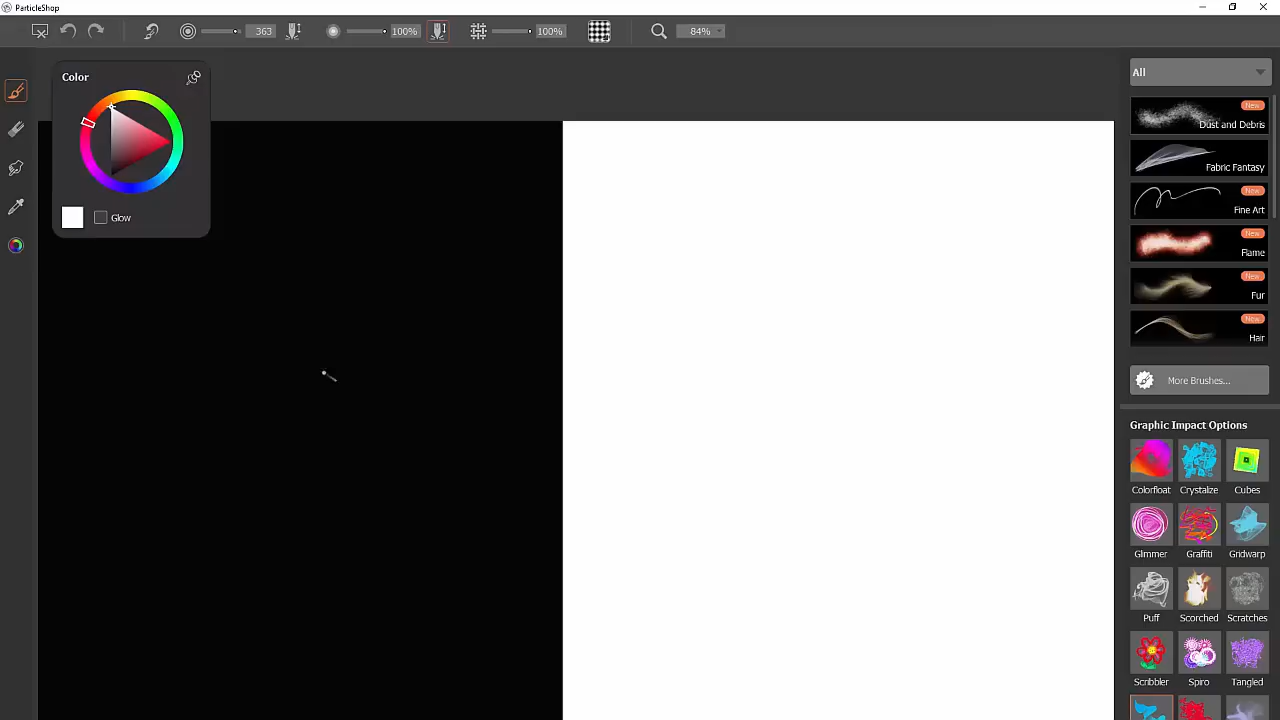 ParticleShop
363
100%
100%
84%
Color
Glow
All
New
Dust and Debris
Fabric Fantasy
New
Fine Art
New
Flame
New
Fur
New
Hair
More Brushes...
Graphic Impact Options
Colorfloat Crystalze Cubes
Glimmer Graffiti Gridwarp
Puff Scorched Scratches
Scribbler Spiro Tangled